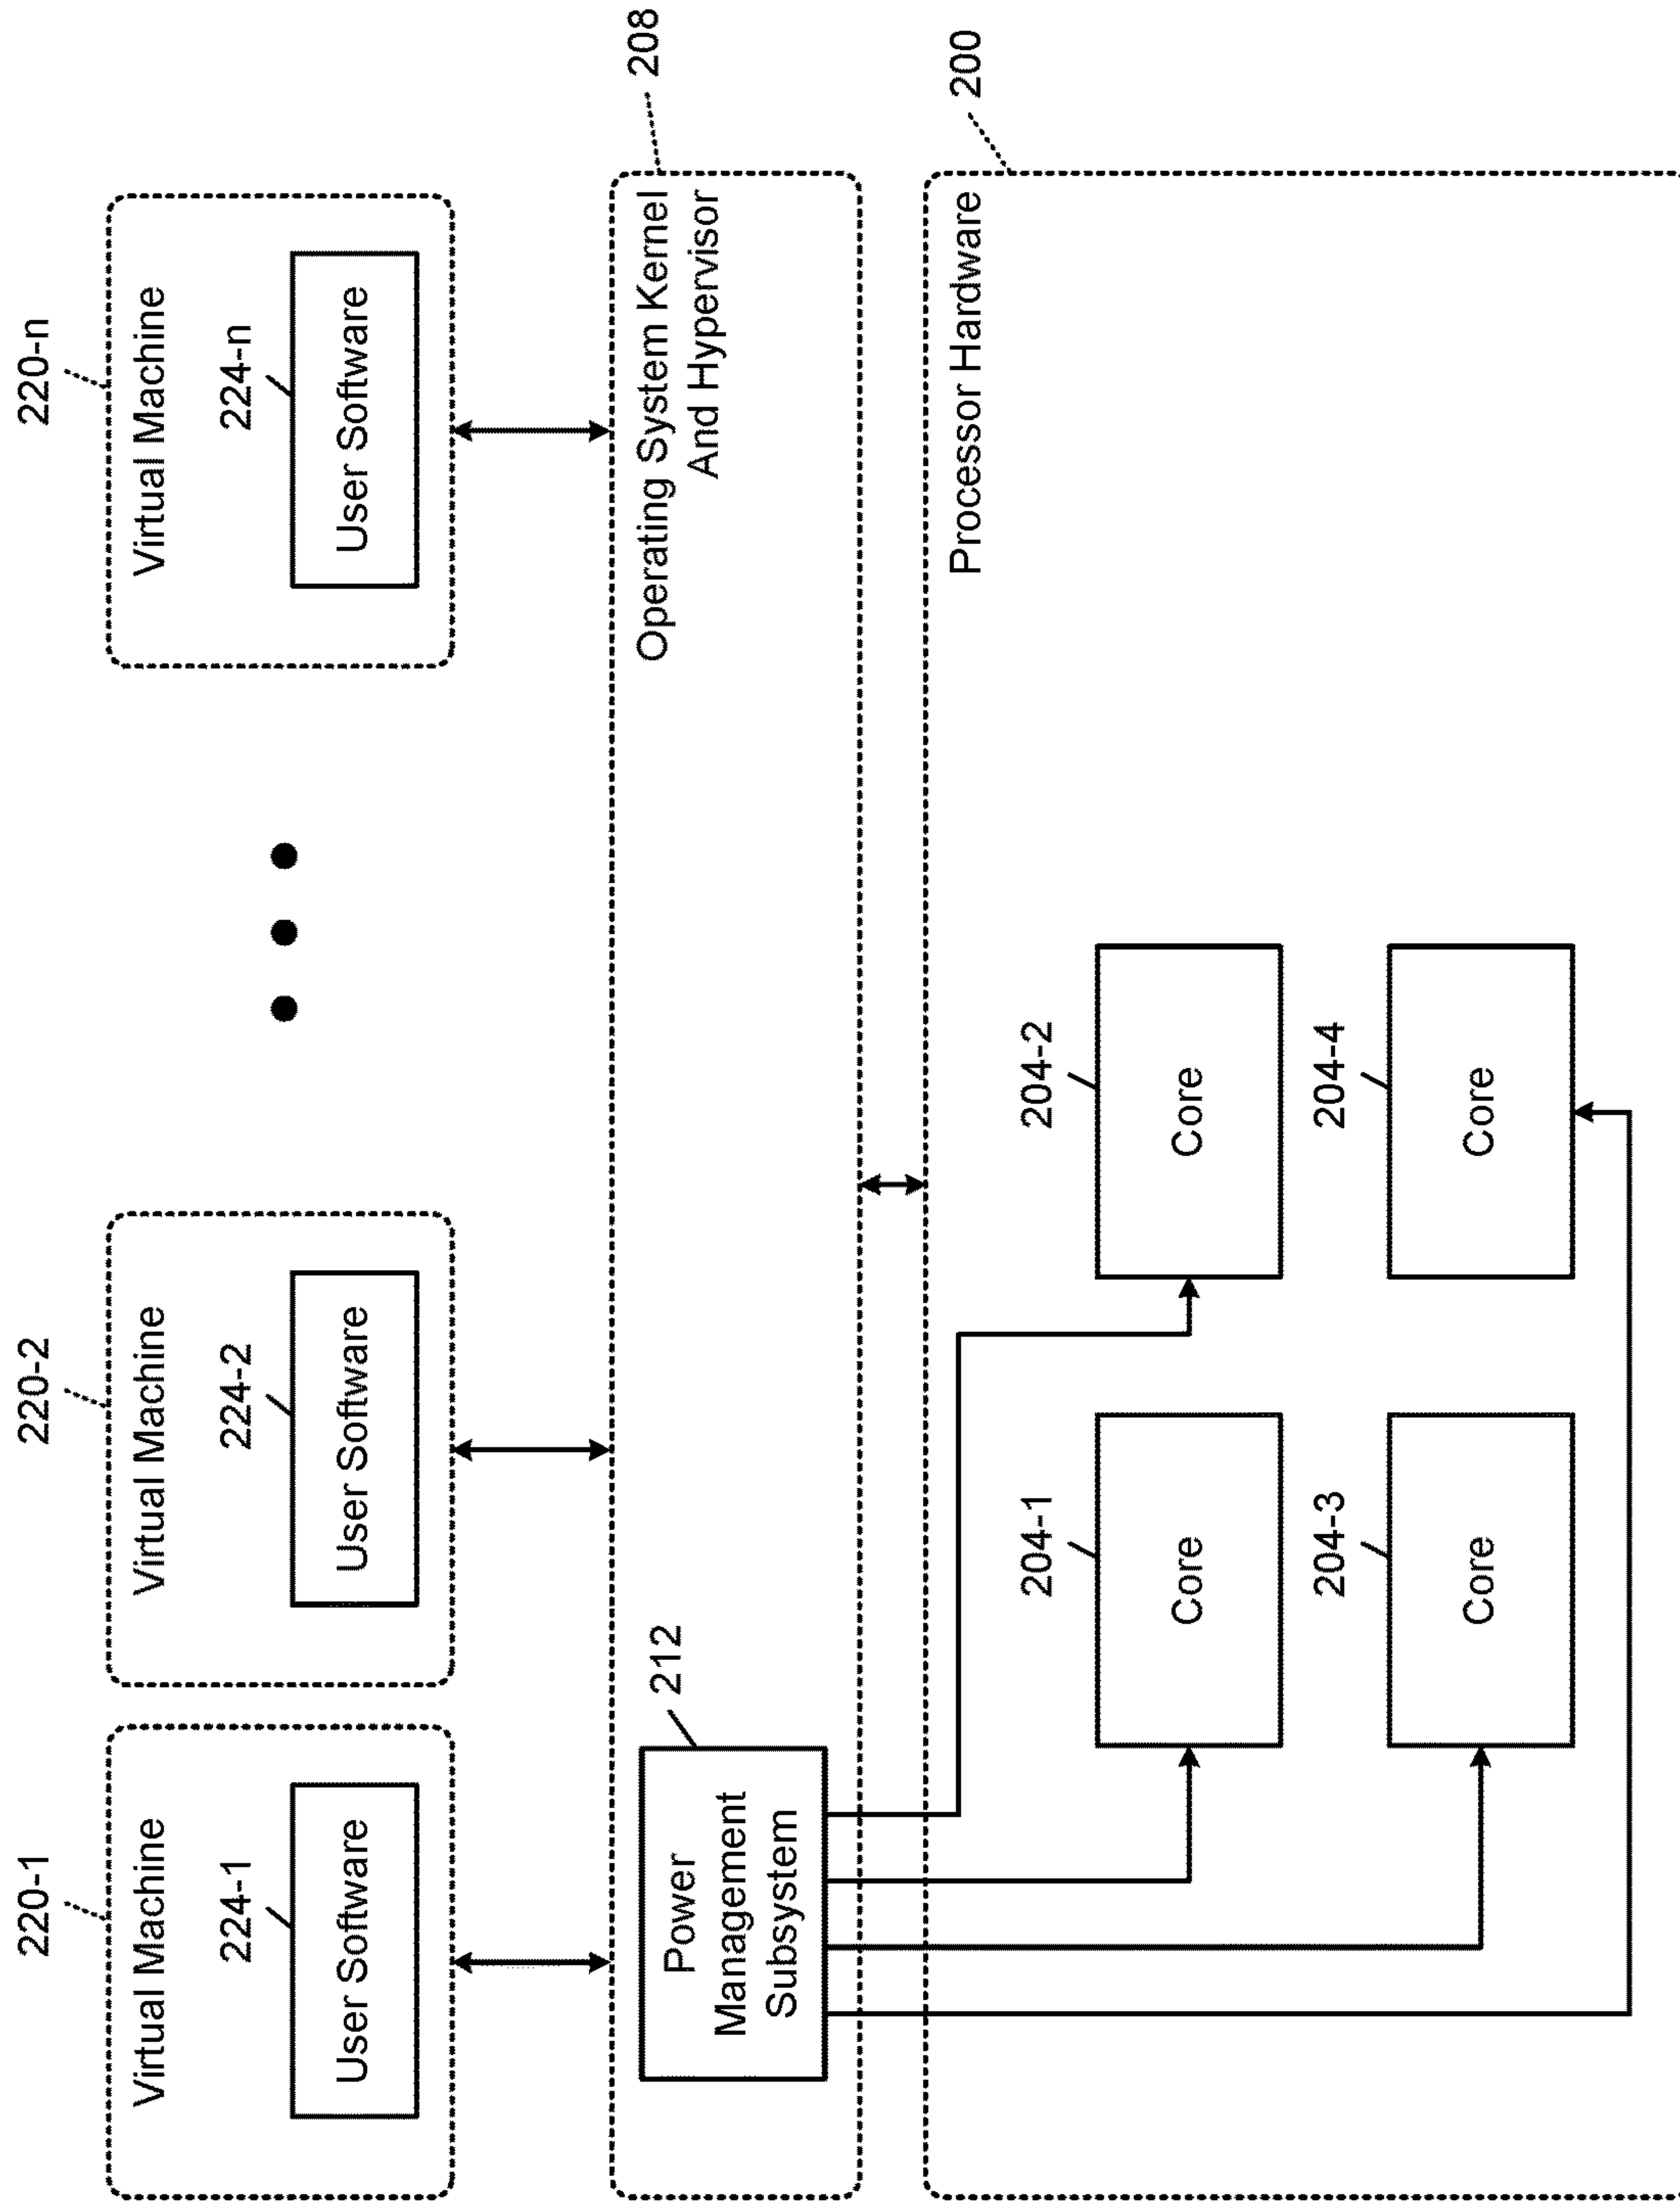 220-1
220-2
220-n
Virtual Machine
Virtual Machine
Virtual Machine
224-1
224-2
224-n
User Software
User Software
User Software
208
212
Operating System Kernel
And Hypervisor
Power
Management
Subsystem
200
Processor Hardware
204-1
204-2
Core
Core
204-3
204-4
Core
Core